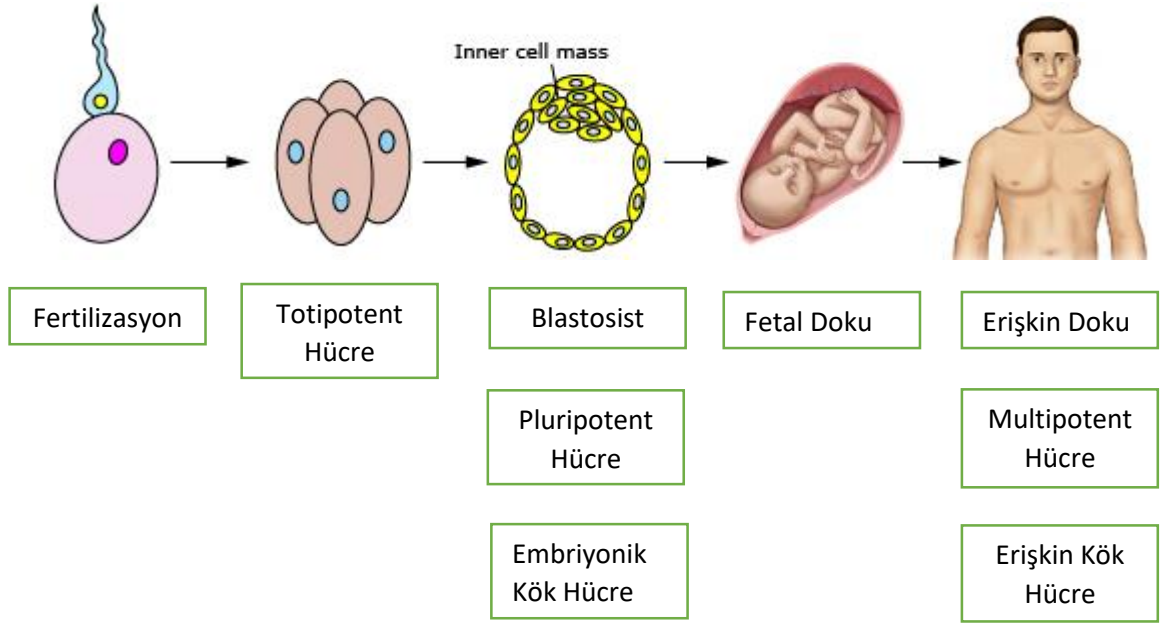 Inner cell mass
Fertilizasyon
Totipotent
Hücre
Blastosist
Fetal Doku
Erişkin Doku
Pluripotent
Hücre
Multipotent
Hücre
Embriyonik
Kök Hücre
Erişkin Kök
Hücre